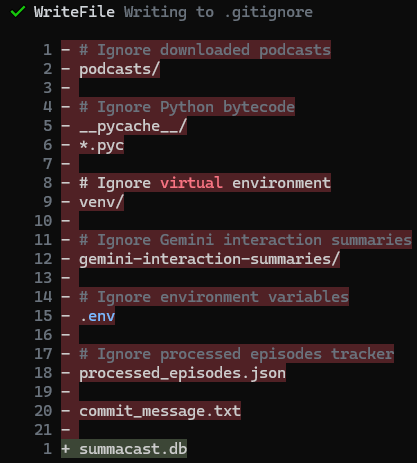 ✓ WriteFile Writing to .gitignore
1 - # Ignore downloaded podcasts
2 - podcasts/
3 -
4 - # Ignore Python bytecode
5 - __pycache__/
6 - *.pyc
7 -
8 - # Ignore virtual environment
9 - venv/
10 -
11 - # Ignore Gemini interaction summaries
12 - gemini-interaction-summaries/
13 -
14 - # Ignore environment variables
15 - .env
16 -
17 - # Ignore processed episodes tracker
18 - processed_episodes.json
19 -
20 - commit_message.txt
21 -
1 + summacast.db